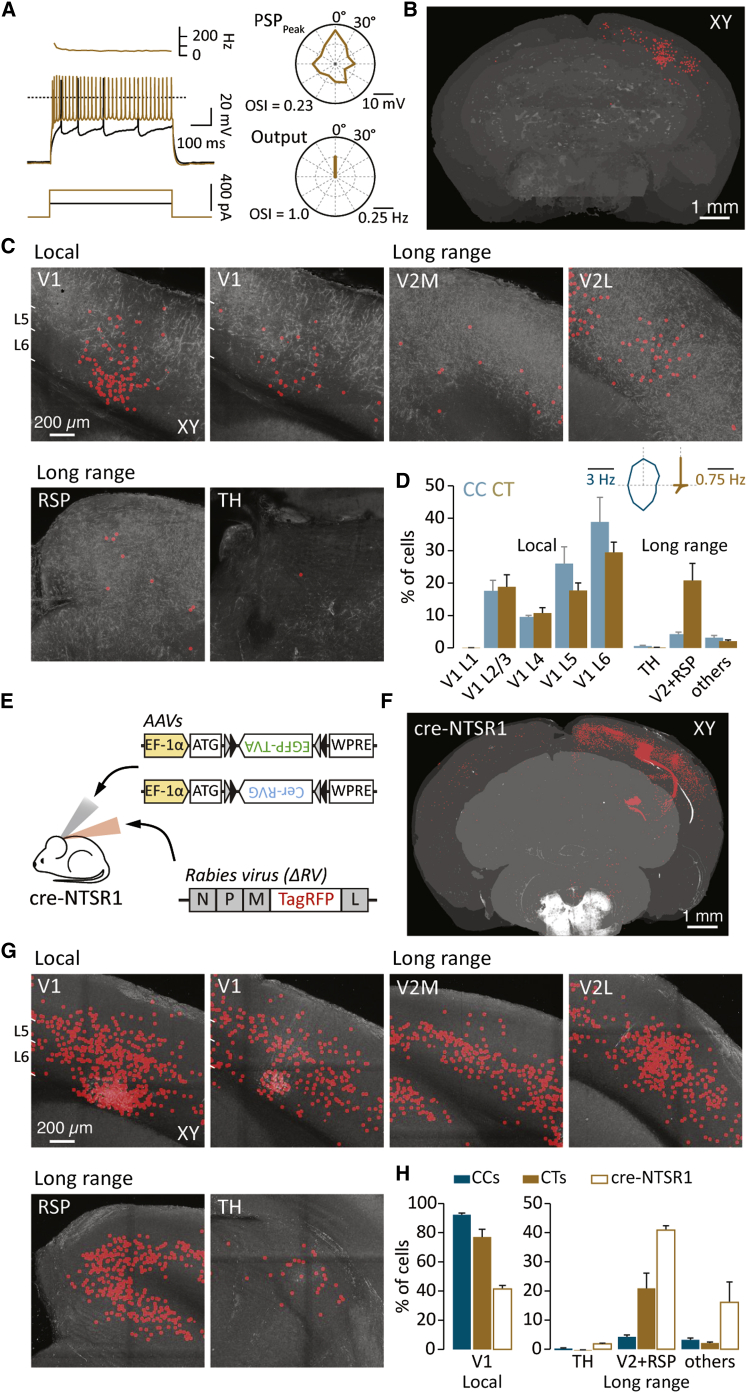 A
200
0
Hz
20 mV
100 ms
400 pA
PSP Peak
0°
30°
OSI = 0.23
10 mV
Output
0°
30°
OSI = 1.0
0.25 Hz
B
XY
1 mm
C
Local
Long range
V1
V1
V2M
V2L
L5
L6
200 µm
XY
Long range
RSP
TH
D
CC CT
3 Hz
0.75 Hz
Local
Long range
% of cells
50
40
30
20
10
0
V1 L1
V1 L2/3
V1 L4
V1 L5
V1 L6
TH
V2+RSP
others
E
AAVs
EF-1α
ATG
EGFP-TVA
WPRE
EF-1α
ATG
Cer-RVG
WPRE
cre-NTSR1
Rabies virus (ΔRV)
N
P
M
TagRFP
L
F
cre-NTSR1
XY
1 mm
G
Local
Long range
V1
V1
V2M
V2L
L5
L6
200 µm
XY
Long range
RSP
TH
H
CCs
CTs
cre-NTSR1
% of cells
100
80
60
40
20
0
V1
Local
50
40
30
20
10
0
TH
V2+RSP
others
Long range